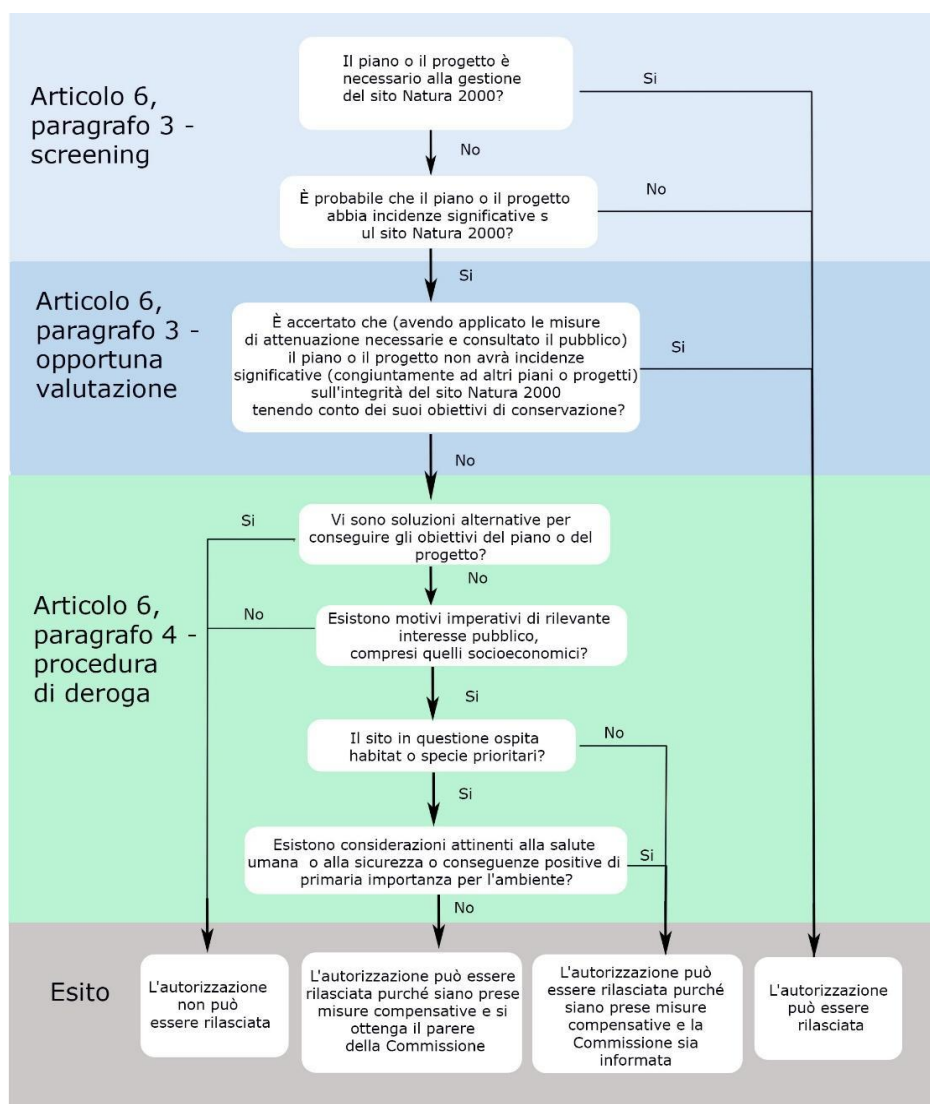 Articolo 6,
paragrafo 3 -
screening
Il piano o il progetto è
necessario alla gestione
del sito Natura 2000?
Si
No
È probabile che il piano o il progetto
abbia incidenze significative s
ul sito Natura 2000?
No
Si
Articolo 6,
paragrafo 3 -
opportuna
valutazione
È accertato che (avendo applicato le misure
di attenuazione necessarie e consultato il pubblico)
il piano o il progetto non avrà incidenze
significative (congiuntamente ad altri piani o progetti)
sull'integrità del sito Natura 2000
tenendo conto dei suoi obiettivi di conservazione?
Si
No
Articolo 6,
paragrafo 4 -
procedura
di deroga
Vi sono soluzioni alternative per
conseguire gli obiettivi del piano o del
progetto?
Si
No
Esistono motivi imperativi di rilevante
interesse pubblico,
compresi quelli socioeconomici?
No
Si
Il sito in questione ospita
habitat o specie prioritari?
No
Si
Esistono considerazioni attinenti alla salute
umana o alla sicurezza o conseguenze positive di
primaria importanza per l'ambiente?
Si
No
Esito
L'autorizzazione
non può
essere rilasciata
L'autorizzazione può essere
rilasciata purché siano prese
misure compensative e si
ottenga il parere
della Commissione
L'autorizzazione può
essere rilasciata purché
siano prese misure
compensative e la
Commissione sia
informata
L'autorizzazione
può essere
rilasciata